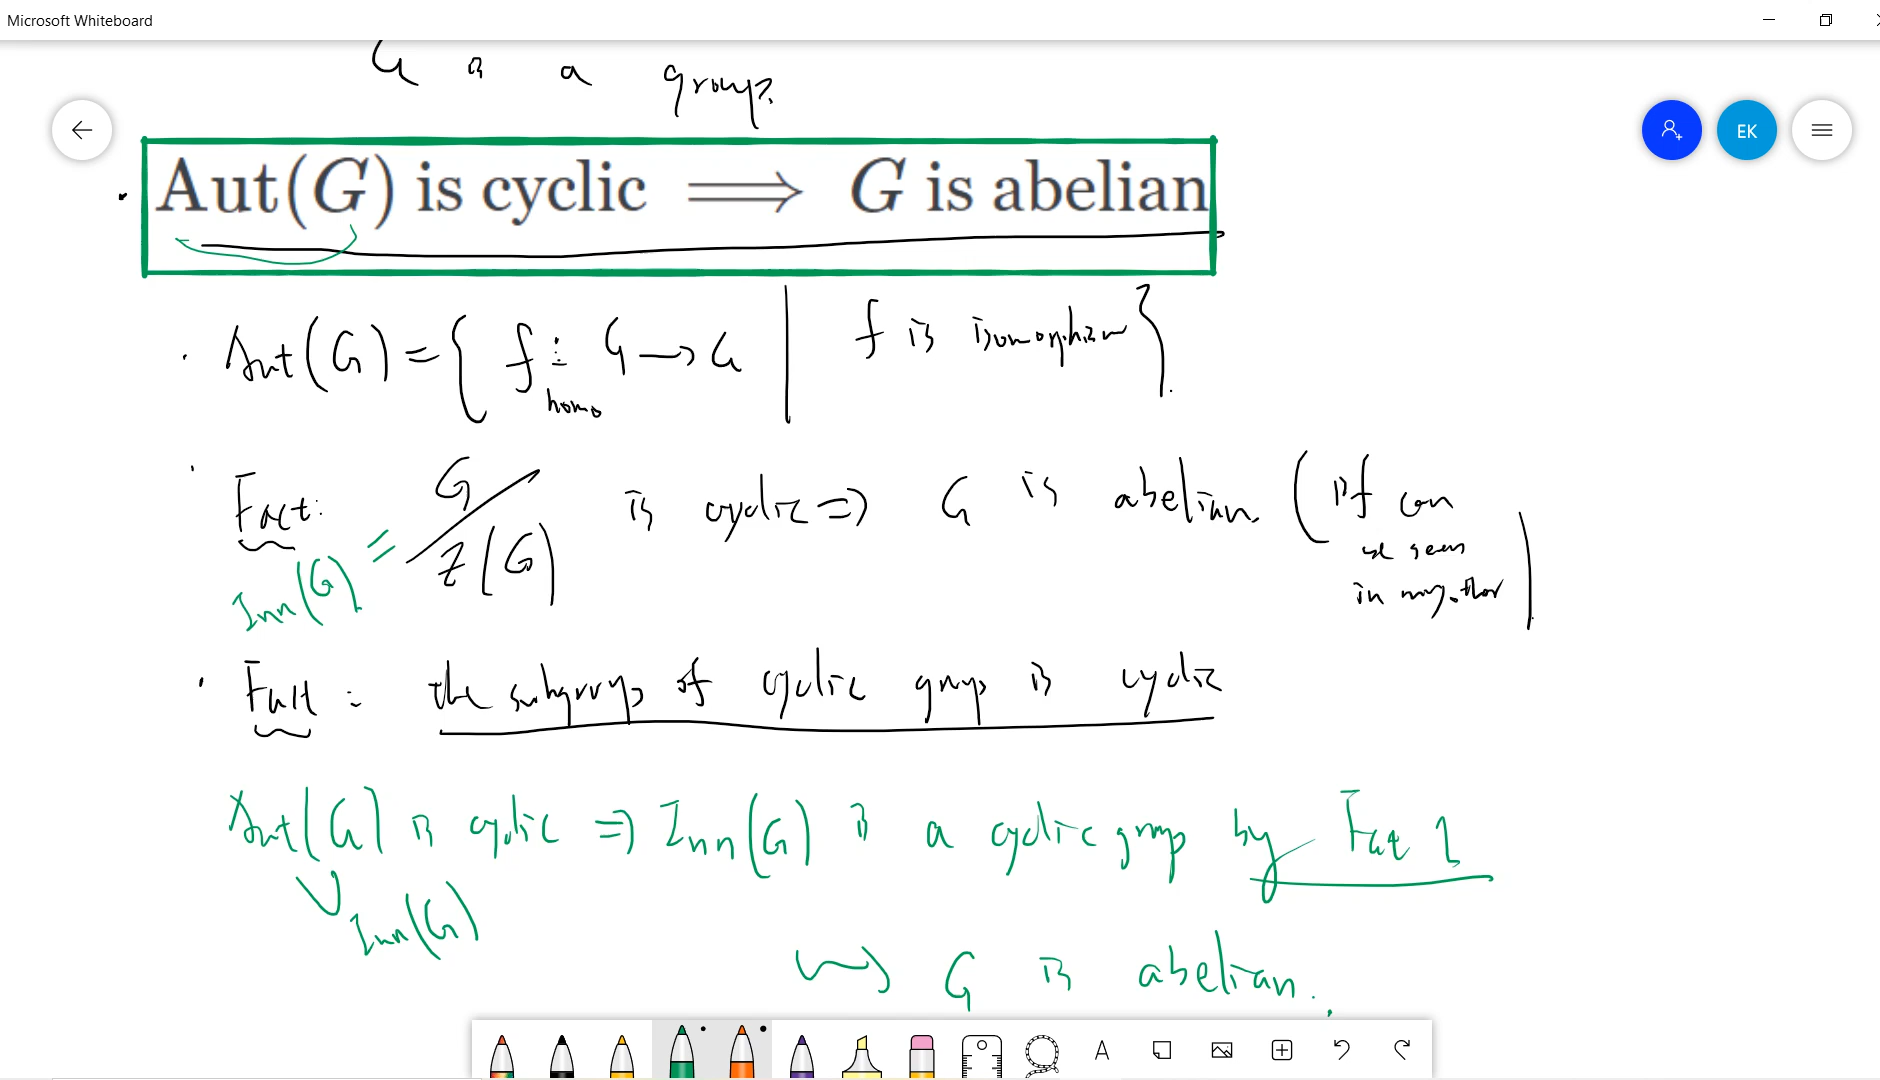 Microsoft Whiteboard
G is a group.
EK
Aut(G) is cyclic ⟹ G is abelian
· Aut(G) = { f : G → G | f is isomorphism }.
homo
· Fact: G / Z(G) is cyclic ⇒ G is abelian. (pf can
be seen
in my other)
Inn(G) =
· Fact : the subgroups of cyclic group is cyclic
Aut(G) is cyclic ⇒ Inn(G) is a cyclic group by Fact 1
∨ Inn(G)
⇝ G is abelian.
A